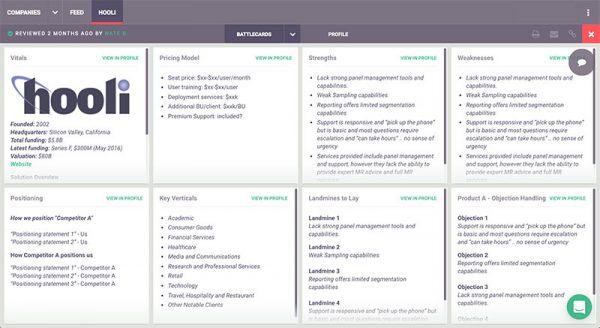 COMPANIES FEED HOOLI
REVIEWED 2 MONTHS AGO BY NATE B
BATTLECARDS PROFILE
Vitals VIEW IN PROFILE
hooli
Founded: 2002
Headquarters: Silicon Valley, California
Total funding: $5.8B
Latest funding: Series F, $300M (May 2016)
Valuation: $80B
Website
Solution Overview
Pricing Model VIEW IN PROFILE
Seat price: $xx-$xx/user/month
User training: $xx-$xx/user
Deployment services: $xxk
Additional BU/client: $xxk/BU
Premium Support: included?
Strengths VIEW IN PROFILE
Lack strong panel management tools and
capabilities.
Weak Sampling capabilities
Reporting offers limited segmentation
capabilities
Support is responsive and "pick up the phone"
but is basic and most questions require
escalation and "can take hours" .. no sense of
urgency
Services provided include panel management
and support, however they lack the ability to
provide expert MR advice and full MR
Weaknesses VIEW IN PROFILE
Lack strong panel management tools and
capabilities.
Weak Sampling capabilities
Reporting offers limited segmentation
capabilities
Support is responsive and "pick up the phone"
but is basic and most questions require
escalation and "can take hours" .. no sense of
urgency
Services provided include panel management
and support, however they lack the ability to
provide expert MR advice and full MR
Positioning VIEW IN PROFILE
How we position "Competitor A"
"Positioning statement 1" - Us
"Positioning statement 2" - Us
How Competitor A positions us
"Positioning statement 1" - Competitor A
"Positioning statement 2" - Competitor A
"Positioning statement 3" - Competitor A
Key Verticals VIEW IN PROFILE
Academic
Consumer Goods
Financial Services
Healthcare
Media and Communications
Research and Professional Services
Retail
Technology
Travel, Hospitality and Restaurant
Other Notable Clients
Landmines to Lay VIEW IN PROFILE
Landmine 1
Lack strong panel management tools and
capabilities.
Landmine 2
Weak Sampling capabilities
Landmine 3
Reporting offers limited segmentation
capabilities
Landmine 4
Support is responsive and "pick up the phone"
but is basic and most questions require
Product A - Objection Handling VIEW IN PROFILE
Objection 1
Support is responsive and "pick up the phone" but
is basic and most questions require escalation
and "can take hours" .. no sense of urgency
Objection 2
Reporting offers limited segmentation
capabilities.
Objection 3
Lack strong panel management tools and
capabilities.
Objection 4
Weak Sampling capabilities